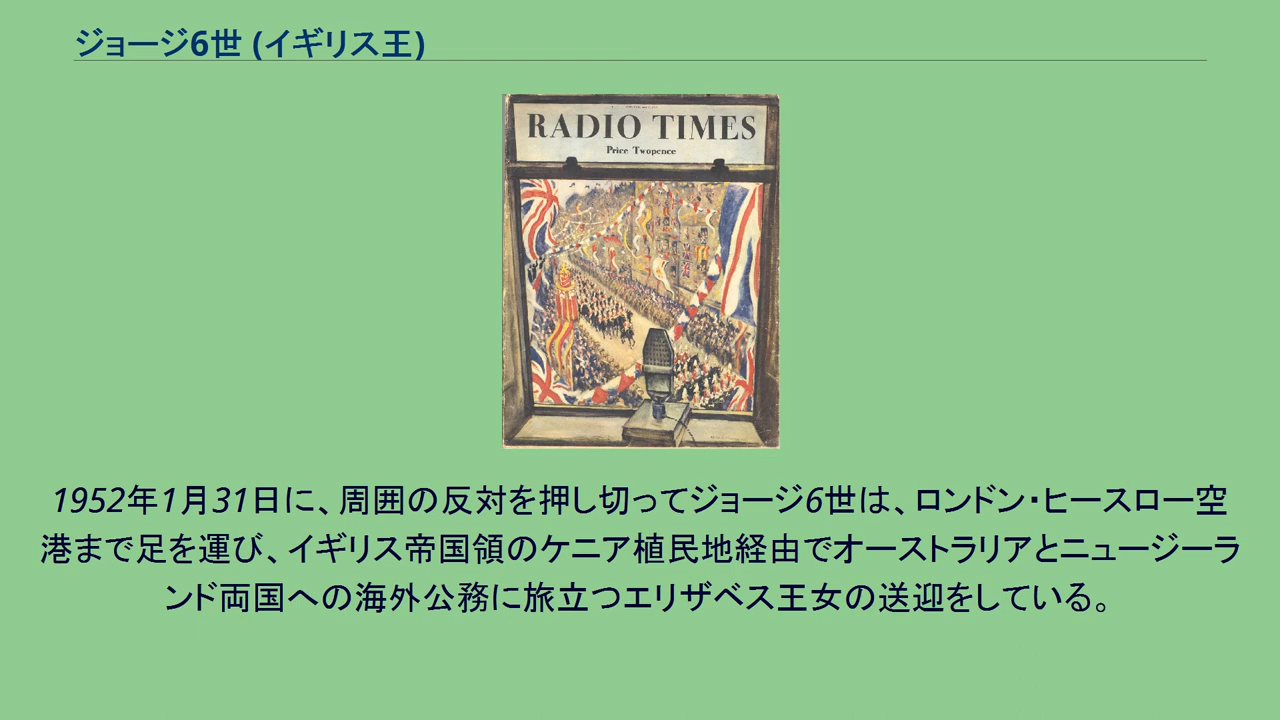 ジョージ6世 (イギリス王)
RADIO TIMES
Price Twopence
1952年1月31日に、周囲の反対を押し切ってジョージ6世は、ロンドン・ヒースロー空
港まで足を運び、イギリス帝国領のケニア植民地経由でオーストラリアとニュージーラ
ンド両国への海外公務に旅立つエリザベス王女の送迎をしている。